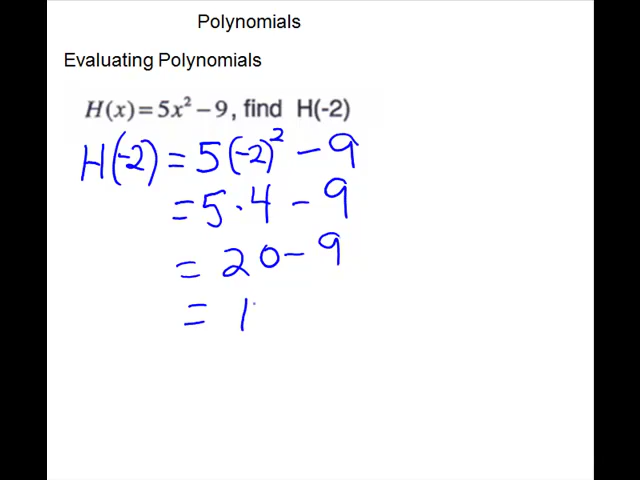 Polynomials
Evaluating Polynomials
H(x) = 5x² – 9, find H(-2)
H(-2) = 5(-2)² – 9
= 5 · 4 – 9
= 20 – 9
= 1